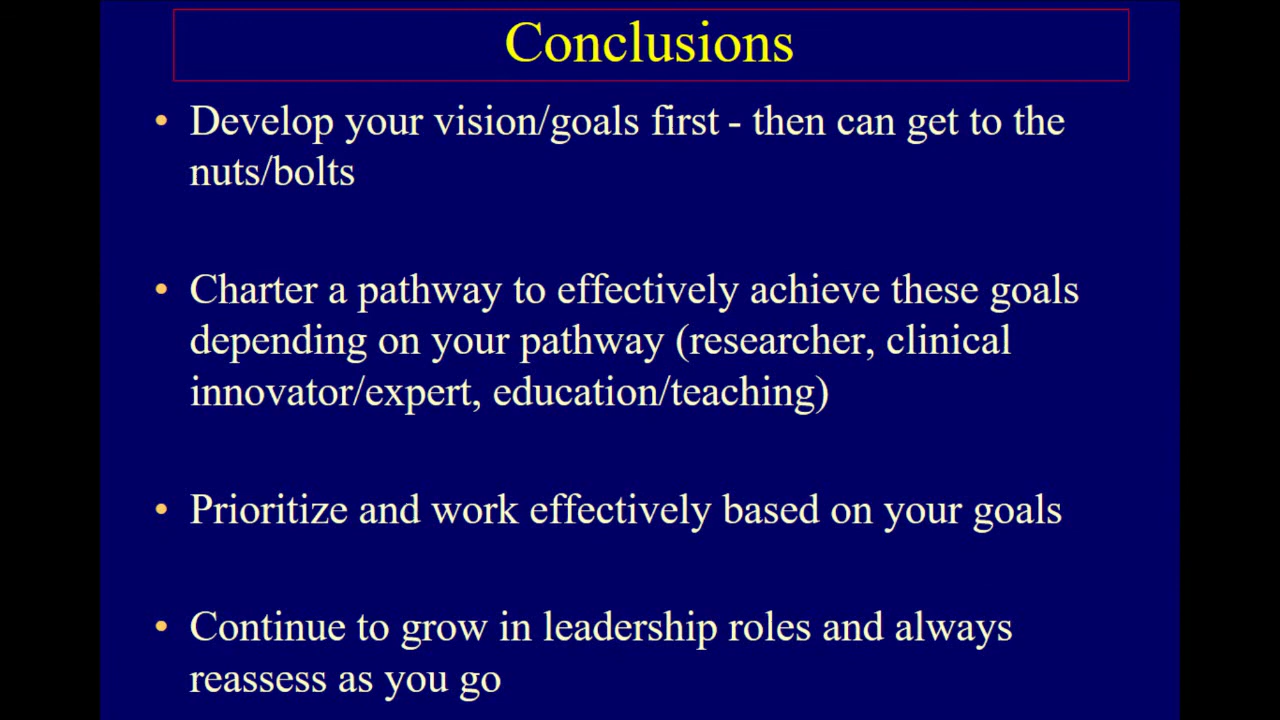 Conclusions
• Develop your vision/goals first - then can get to the
nuts/bolts
• Charter a pathway to effectively achieve these goals
depending on your pathway (researcher, clinical
innovator/expert, education/teaching)
• Prioritize and work effectively based on your goals
• Continue to grow in leadership roles and always
reassess as you go